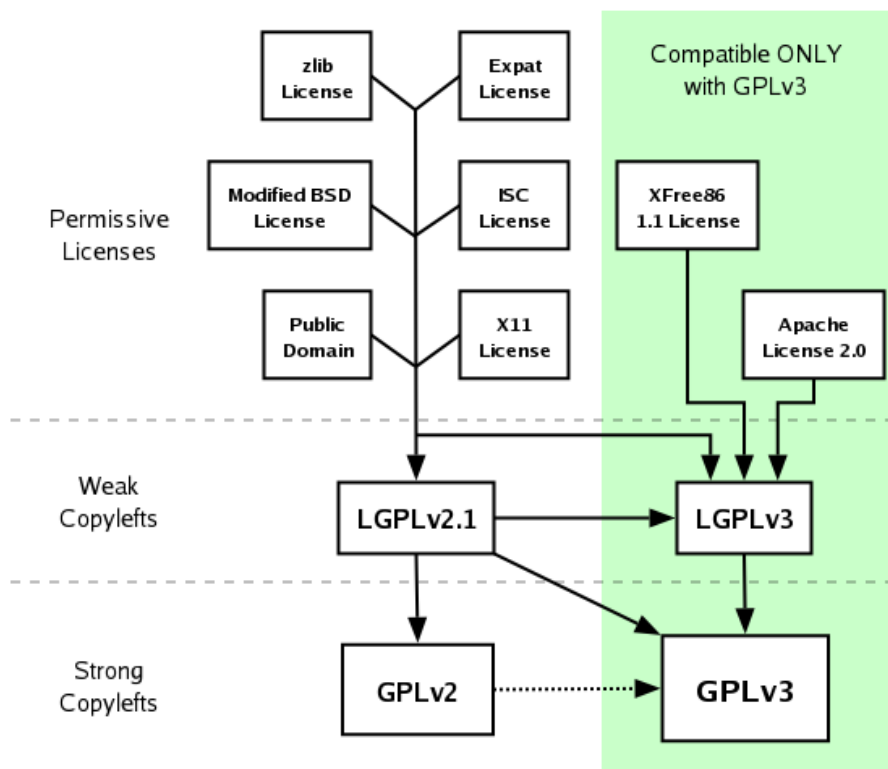 zlib
License
Expat
License
Compatible ONLY
with GPLv3
Permissive
Licenses
Modified BSD
License
ISC
License
XFree86
1.1 License
Public
Domain
X11
License
Apache
License 2.0
Weak
Copylefts
LGPLv2.1
LGPLv3
Strong
Copylefts
GPLv2
GPLv3